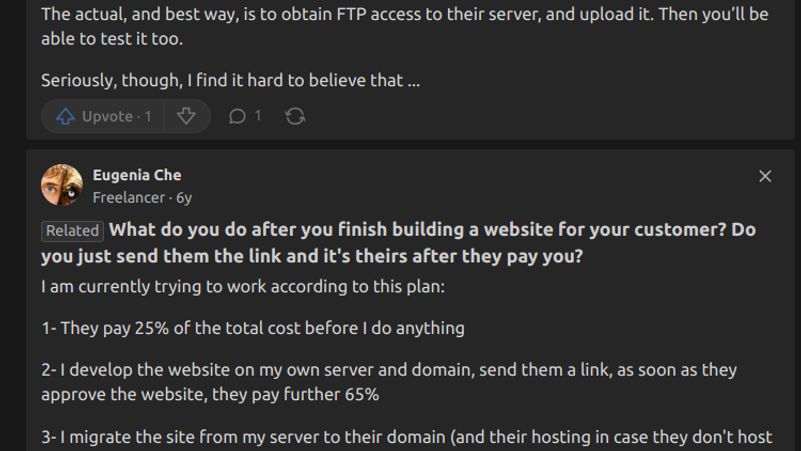 The actual, and best way, is to obtain FTP access to their server, and upload it. Then you’ll be
able to test it too.
Seriously, though, I find it hard to believe that ...
Upvote · 1
1
Eugenia Che
Freelancer · 6y
Related What do you do after you finish building a website for your customer? Do
you just send them the link and it's theirs after they pay you?
I am currently trying to work according to this plan:
1- They pay 25% of the total cost before I do anything
2- I develop the website on my own server and domain, send them a link, as soon as they
approve the website, they pay further 65%
3- I migrate the site from my server to their domain (and their hosting in case they don't host